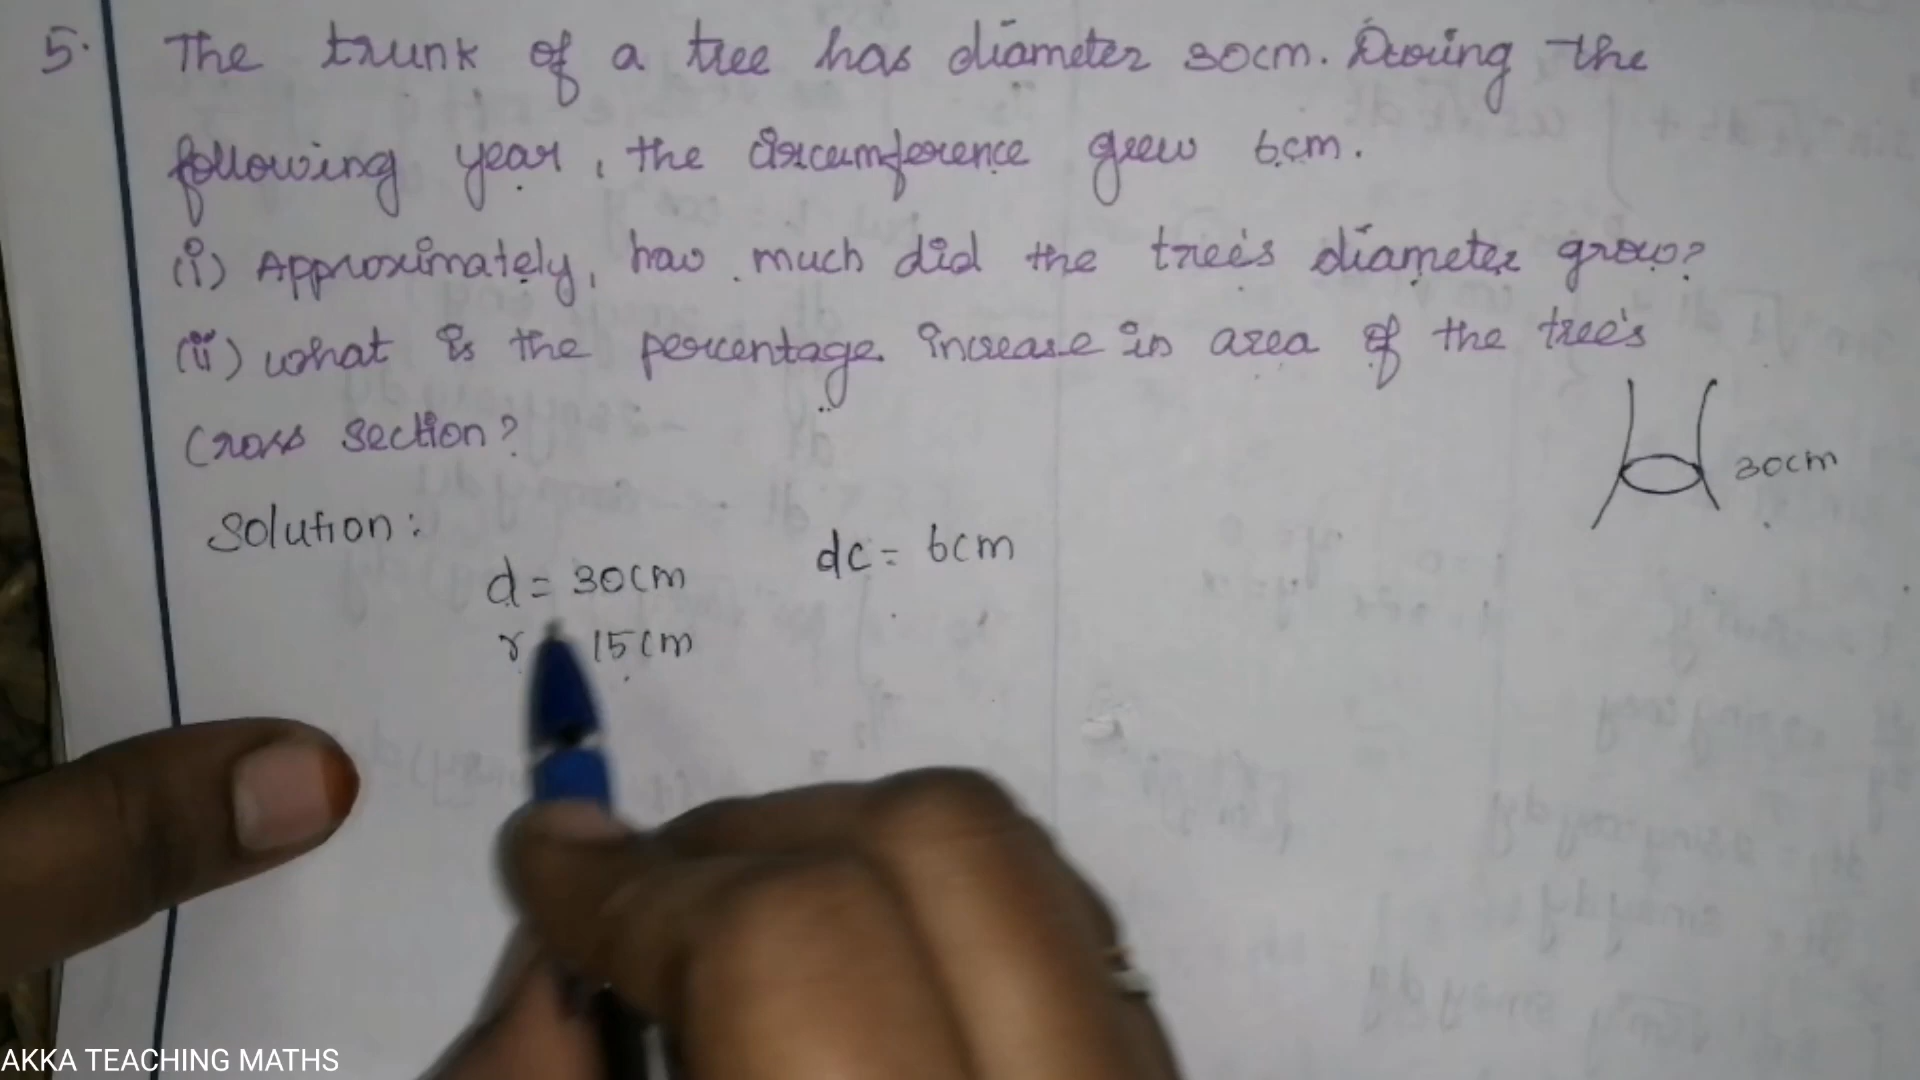 5. The trunk of a tree has diameter 30cm. During the
following year, the circumference grew 6cm.
(i) Approximately, how much did the tree's diameter grow?
(ii) what is the percentage increase in area of the tree's
Cross section?
30cm
Solution:
d = 30cm
dc = 6cm
r 15cm
AKKA TEACHING MATHS